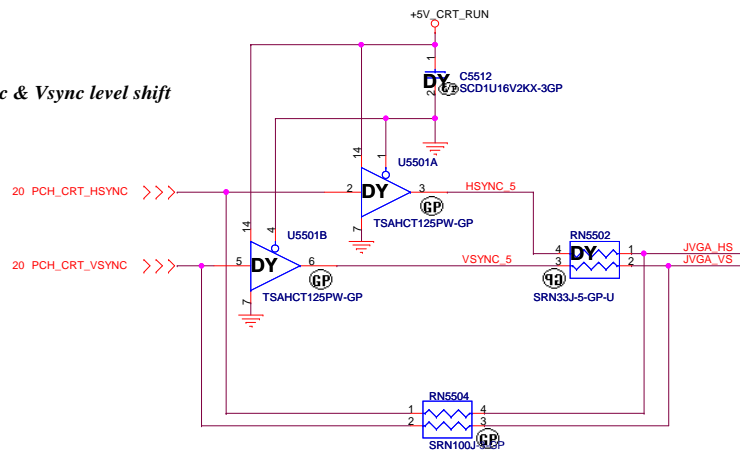 +5V_CRT_RUN
1
DY
C5512
SCD1U16V2KX-3GP
2
c & Vsync level shift
14
1
U5501A
20 PCH_CRT_HSYNC
2
DY
3
HSYNC_5
GP
TSAHCT125PW-GP
7
14
4
U5501B
RN5502
20 PCH_CRT_VSYNC
5
DY
6
VSYNC_5
GP
TSAHCT125PW-GP
7
4
DY
1
JVGA_HS
3
2
JVGA_VS
GP
SRN33J-5-GP-U
RN5504
1
4
2
3
GP